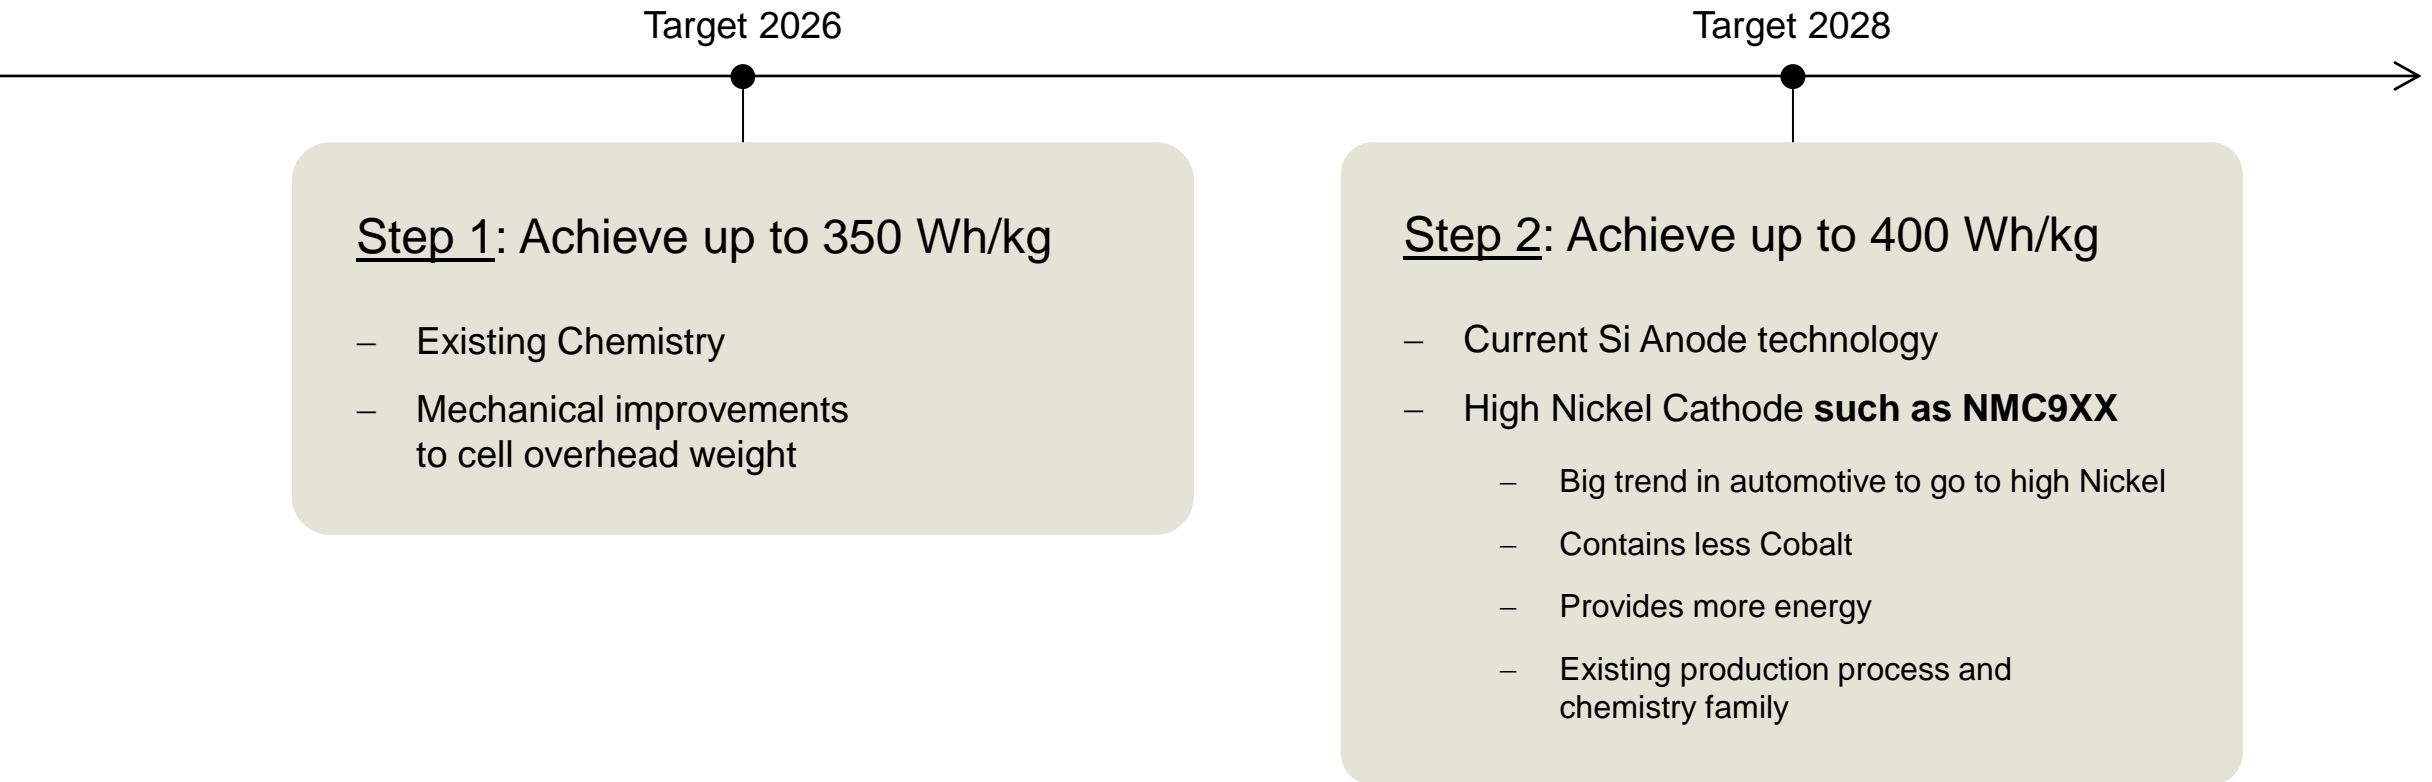 Target 2026
Target 2028
Step 1: Achieve up to 350 Wh/kg
– Existing Chemistry
– Mechanical improvements
to cell overhead weight
Step 2: Achieve up to 400 Wh/kg
– Current Si Anode technology
– High Nickel Cathode such as NMC9XX
– Big trend in automotive to go to high Nickel
– Contains less Cobalt
– Provides more energy
– Existing production process and
chemistry family